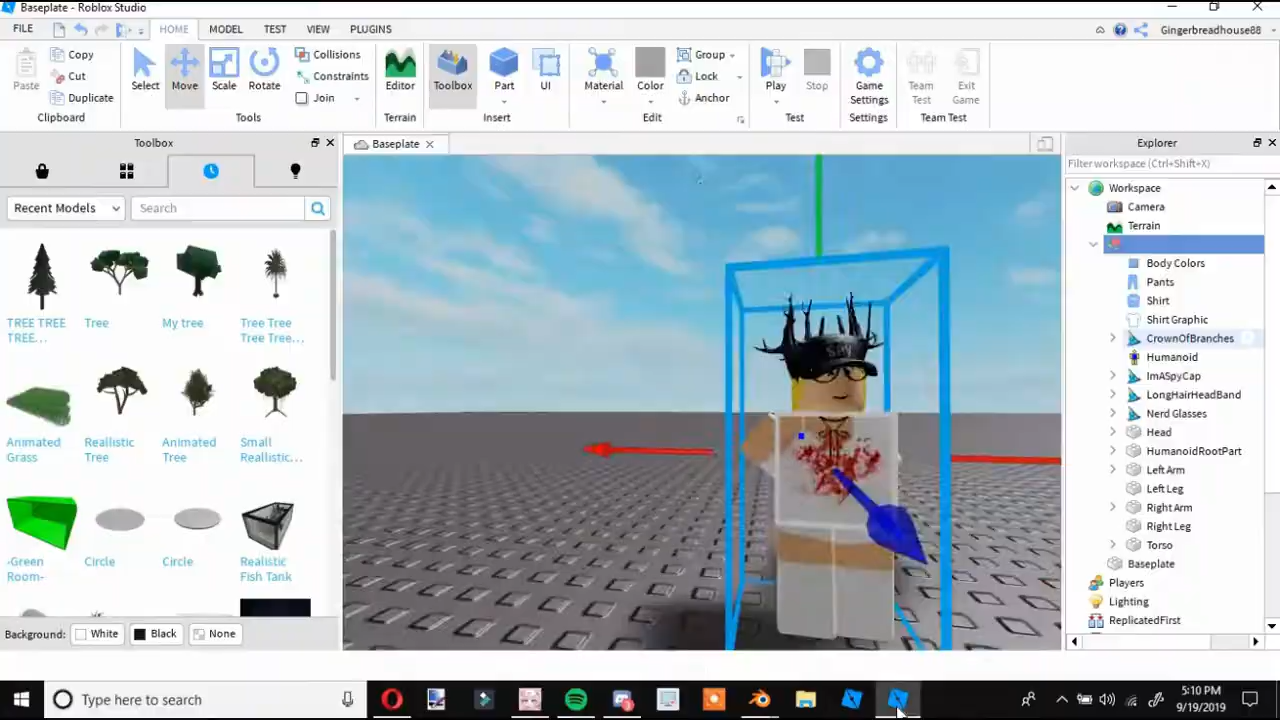 Baseplate - Roblox Studio
FILE HOME MODEL TEST VIEW PLUGINS Gingerbreadhouse88
Paste Copy Cut Duplicate Clipboard
Select Move Scale Rotate Collisions Constraints Join Tools
Editor Terrain
Toolbox Part UI Insert
Material Color Group Lock Anchor Edit
Play Stop Test
Game Settings Settings
Team Test Exit Game Team Test
Toolbox
Recent Models Search
TREE TREE TREE... Tree My tree Tree Tree Tree Tree...
Animated Grass Realistic Tree Animated Tree Small Realistic...
-Green Room- Circle Circle Realistic Fish Tank
Background: White Black None
Baseplate
Explorer
Filter workspace (Ctrl+Shift+X)
Workspace
Camera
Terrain
Body Colors
Pants
Shirt
Shirt Graphic
CrownOfBranches
Humanoid
ImASpyCap
LongHairHeadBand
Nerd Glasses
Head
HumanoidRootPart
Left Arm
Left Leg
Right Arm
Right Leg
Torso
Baseplate
Players
Lighting
ReplicatedFirst
Type here to search
5:10 PM
9/19/2019